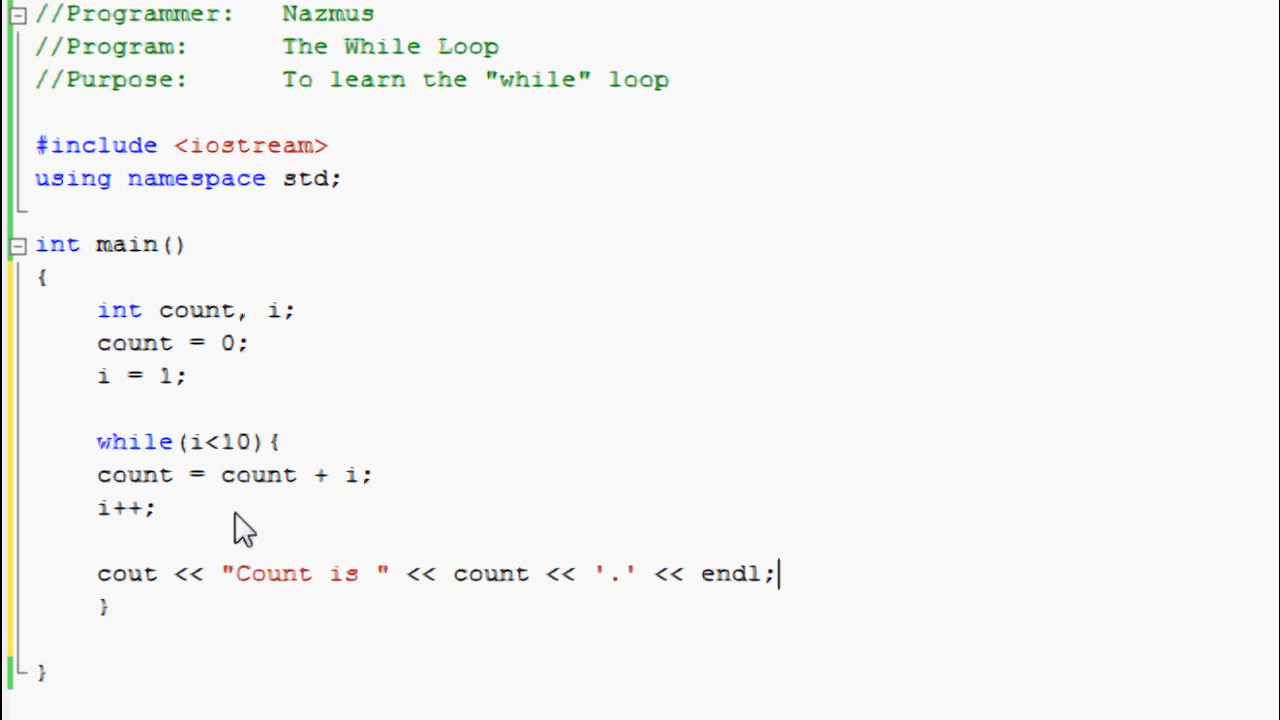 //Programmer:   Nazmus
//Program:      The While Loop
//Purpose:      To learn the "while" loop
#include <iostream>
using namespace std;
int main()
{
    int count, i;
    count = 0;
    i = 1;
    while(i<10){
    count = count + i;
    i++;
    cout << "Count is " << count << '.' << endl;
    }
}